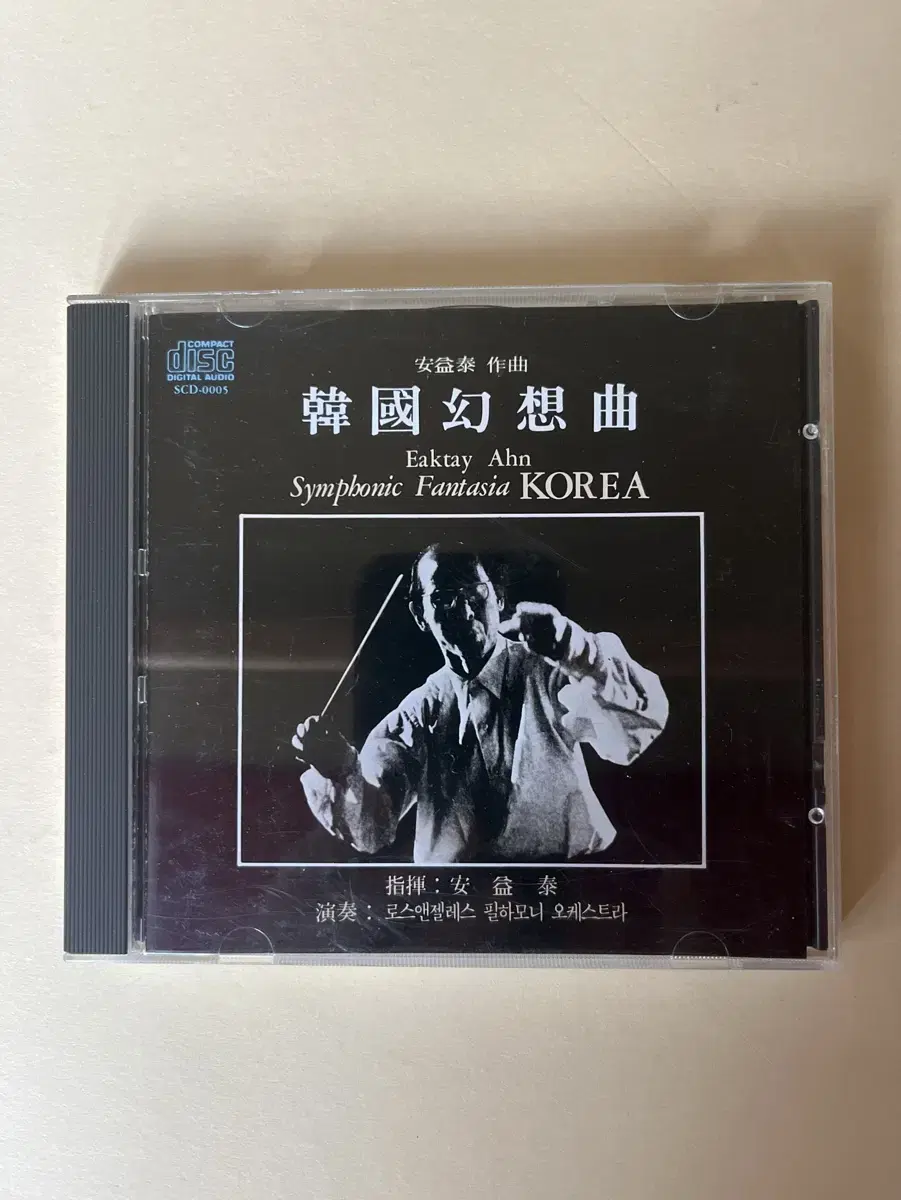 COMPACT
disc
DIGITAL AUDIO
SCD-0005
安益泰 作曲
韓國幻想曲
Eaktay Ahn
Symphonic Fantasia KOREA
指揮 : 安益泰
演奏 : 로스앤젤레스 필하모니 오케스트라